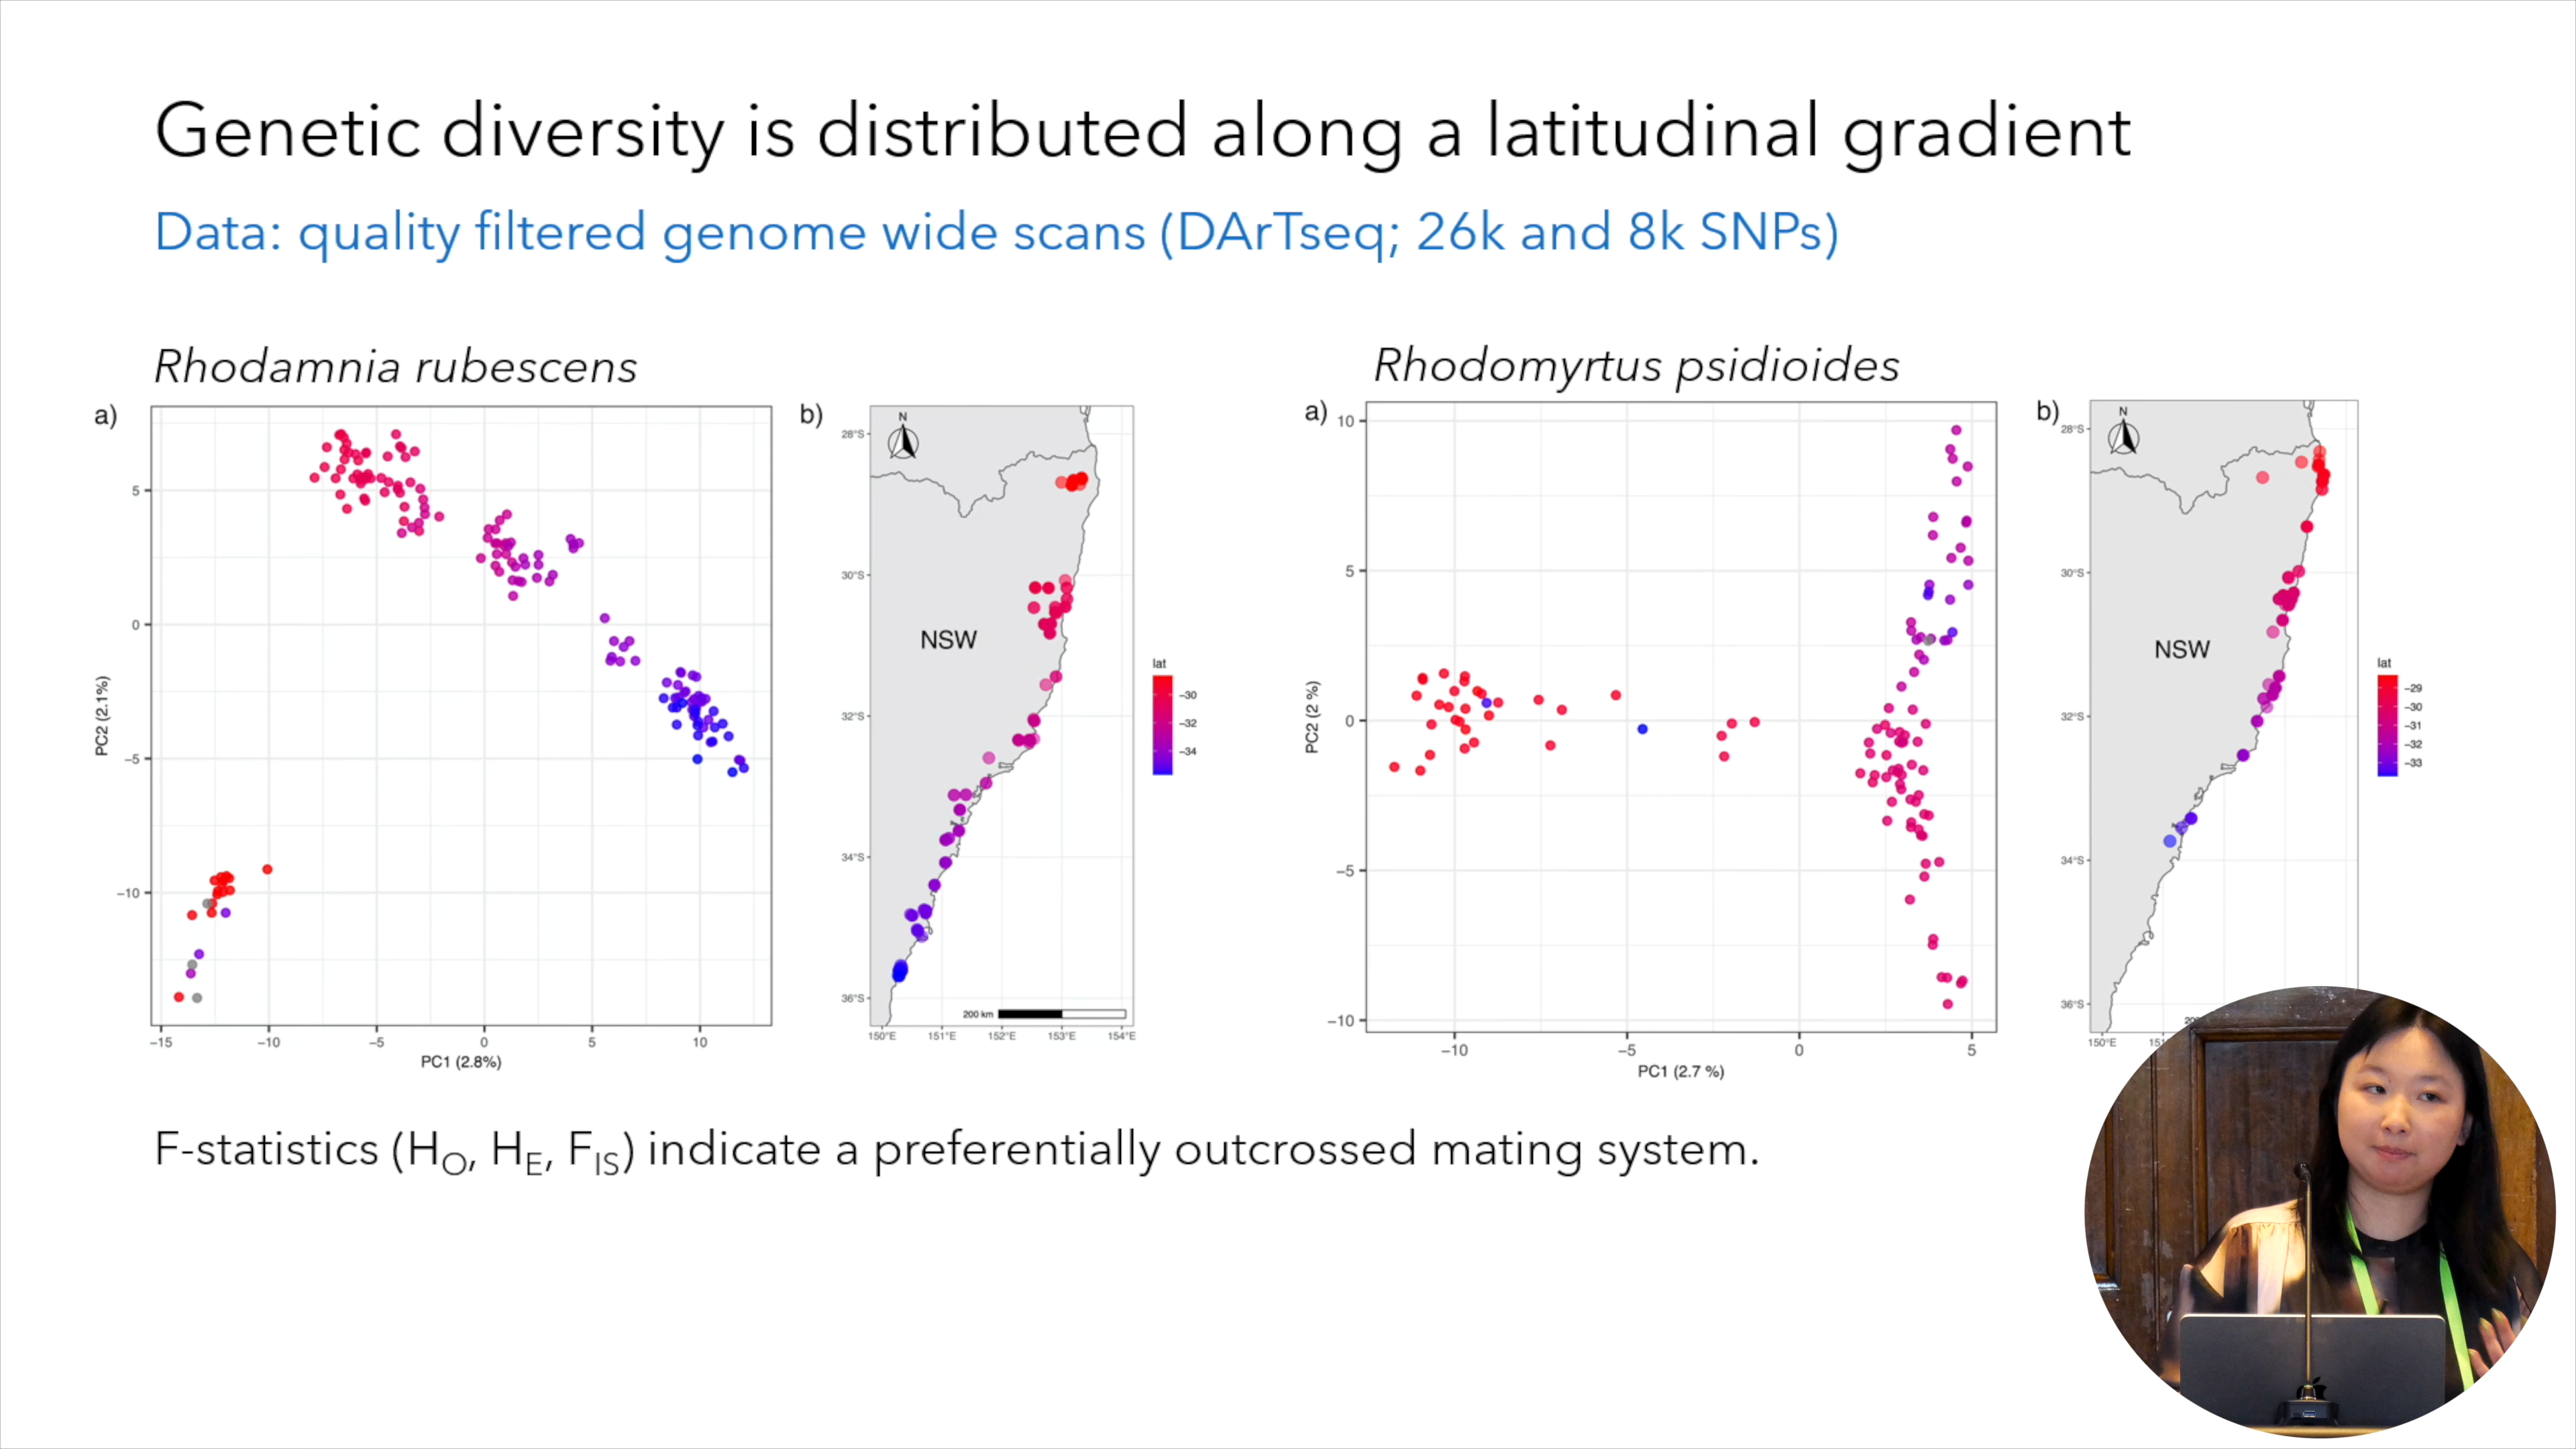 Genetic diversity is distributed along a latitudinal gradient
Data: quality filtered genome wide scans (DArTseq; 26k and 8k SNPs)
Rhodamnia rubescens
a)
5
0
−5
−10
PC2 (2.1%)
−15
−10
−5
0
5
10
PC1 (2.8%)
b)
N
28°S
30°S
32°S
34°S
36°S
NSW
200 km
150°E
151°E
152°E
153°E
154°E
lat
−30
−32
−34
Rhodomyrtus psidioides
a)
10
5
0
−5
−10
PC2 (2 %)
−10
−5
0
5
PC1 (2.7 %)
b)
N
28°S
30°S
32°S
34°S
36°S
NSW
150°E
lat
−29
−30
−31
−32
−33
F-statistics (HO, HE, FIS) indicate a preferentially outcrossed mating system.